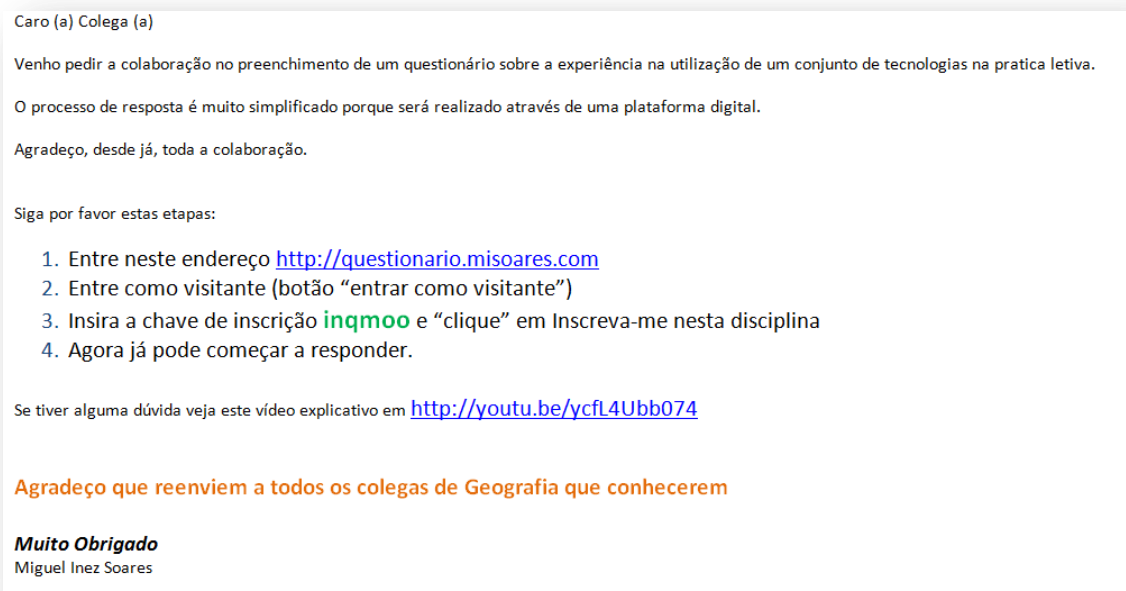 Caro (a) Colega (a)
Venho pedir a colaboração no preenchimento de um questionário sobre a experiência na utilização de um conjunto de tecnologias na pratica letiva.
O processo de resposta é muito simplificado porque será realizado através de uma plataforma digital.
Agradeço, desde já, toda a colaboração.
Siga por favor estas etapas:
1. Entre neste endereço http://questionario.misoares.com
2. Entre como visitante (botão “entrar como visitante”)
3. Insira a chave de inscrição inqmoo e “clique” em Inscreva-me nesta disciplina
4. Agora já pode começar a responder.
Se tiver alguma dúvida veja este vídeo explicativo em http://youtu.be/ycfL4Ubb074
Agradeço que reenviem a todos os colegas de Geografia que conhecerem
Muito Obrigado
Miguel Inez Soares